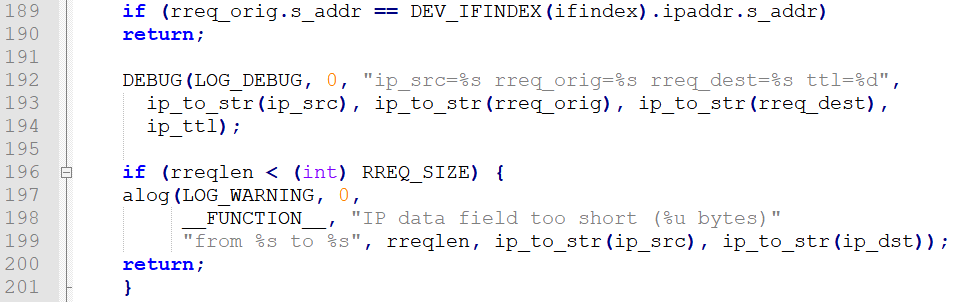 189 if (rreq_orig.s_addr == DEV_IFINDEX(ifindex).ipaddr.s_addr)
190 return;
191
192 DEBUG(LOG_DEBUG, 0, "ip_src=%s rreq_orig=%s rreq_dest=%s ttl=%d",
193 ip_to_str(ip_src), ip_to_str(rreq_orig), ip_to_str(rreq_dest),
194 ip_ttl);
195
196 if (rreqlen < (int) RREQ_SIZE) {
197 alog(LOG_WARNING, 0,
198 __FUNCTION__, "IP data field too short (%u bytes)"
199 "from %s to %s", rreqlen, ip_to_str(ip_src), ip_to_str(ip_dst));
200 return;
201 }